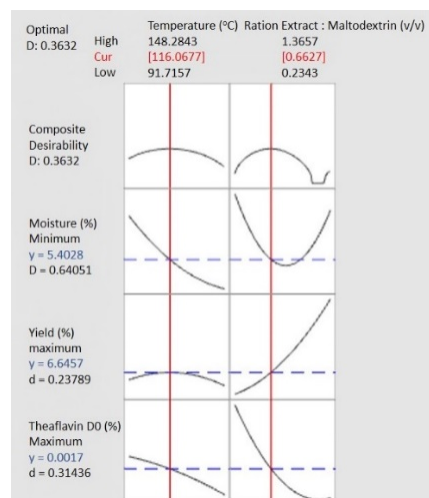 Optimal
D: 0.3632
Temperature (°C) Ration Extract : Maltodextrin (v/v)
High 148.2843 1.3657
Cur [116.0677] [0.6627]
Low 91.7157 0.2343
Composite
Desirability
D: 0.3632
Moisture (%)
Minimum
y = 5.4028
D = 0.64051
Yield (%)
maximum
y = 6.6457
d = 0.23789
Theaflavin D0 (%)
Maximum
y = 0.0017
d = 0.31436